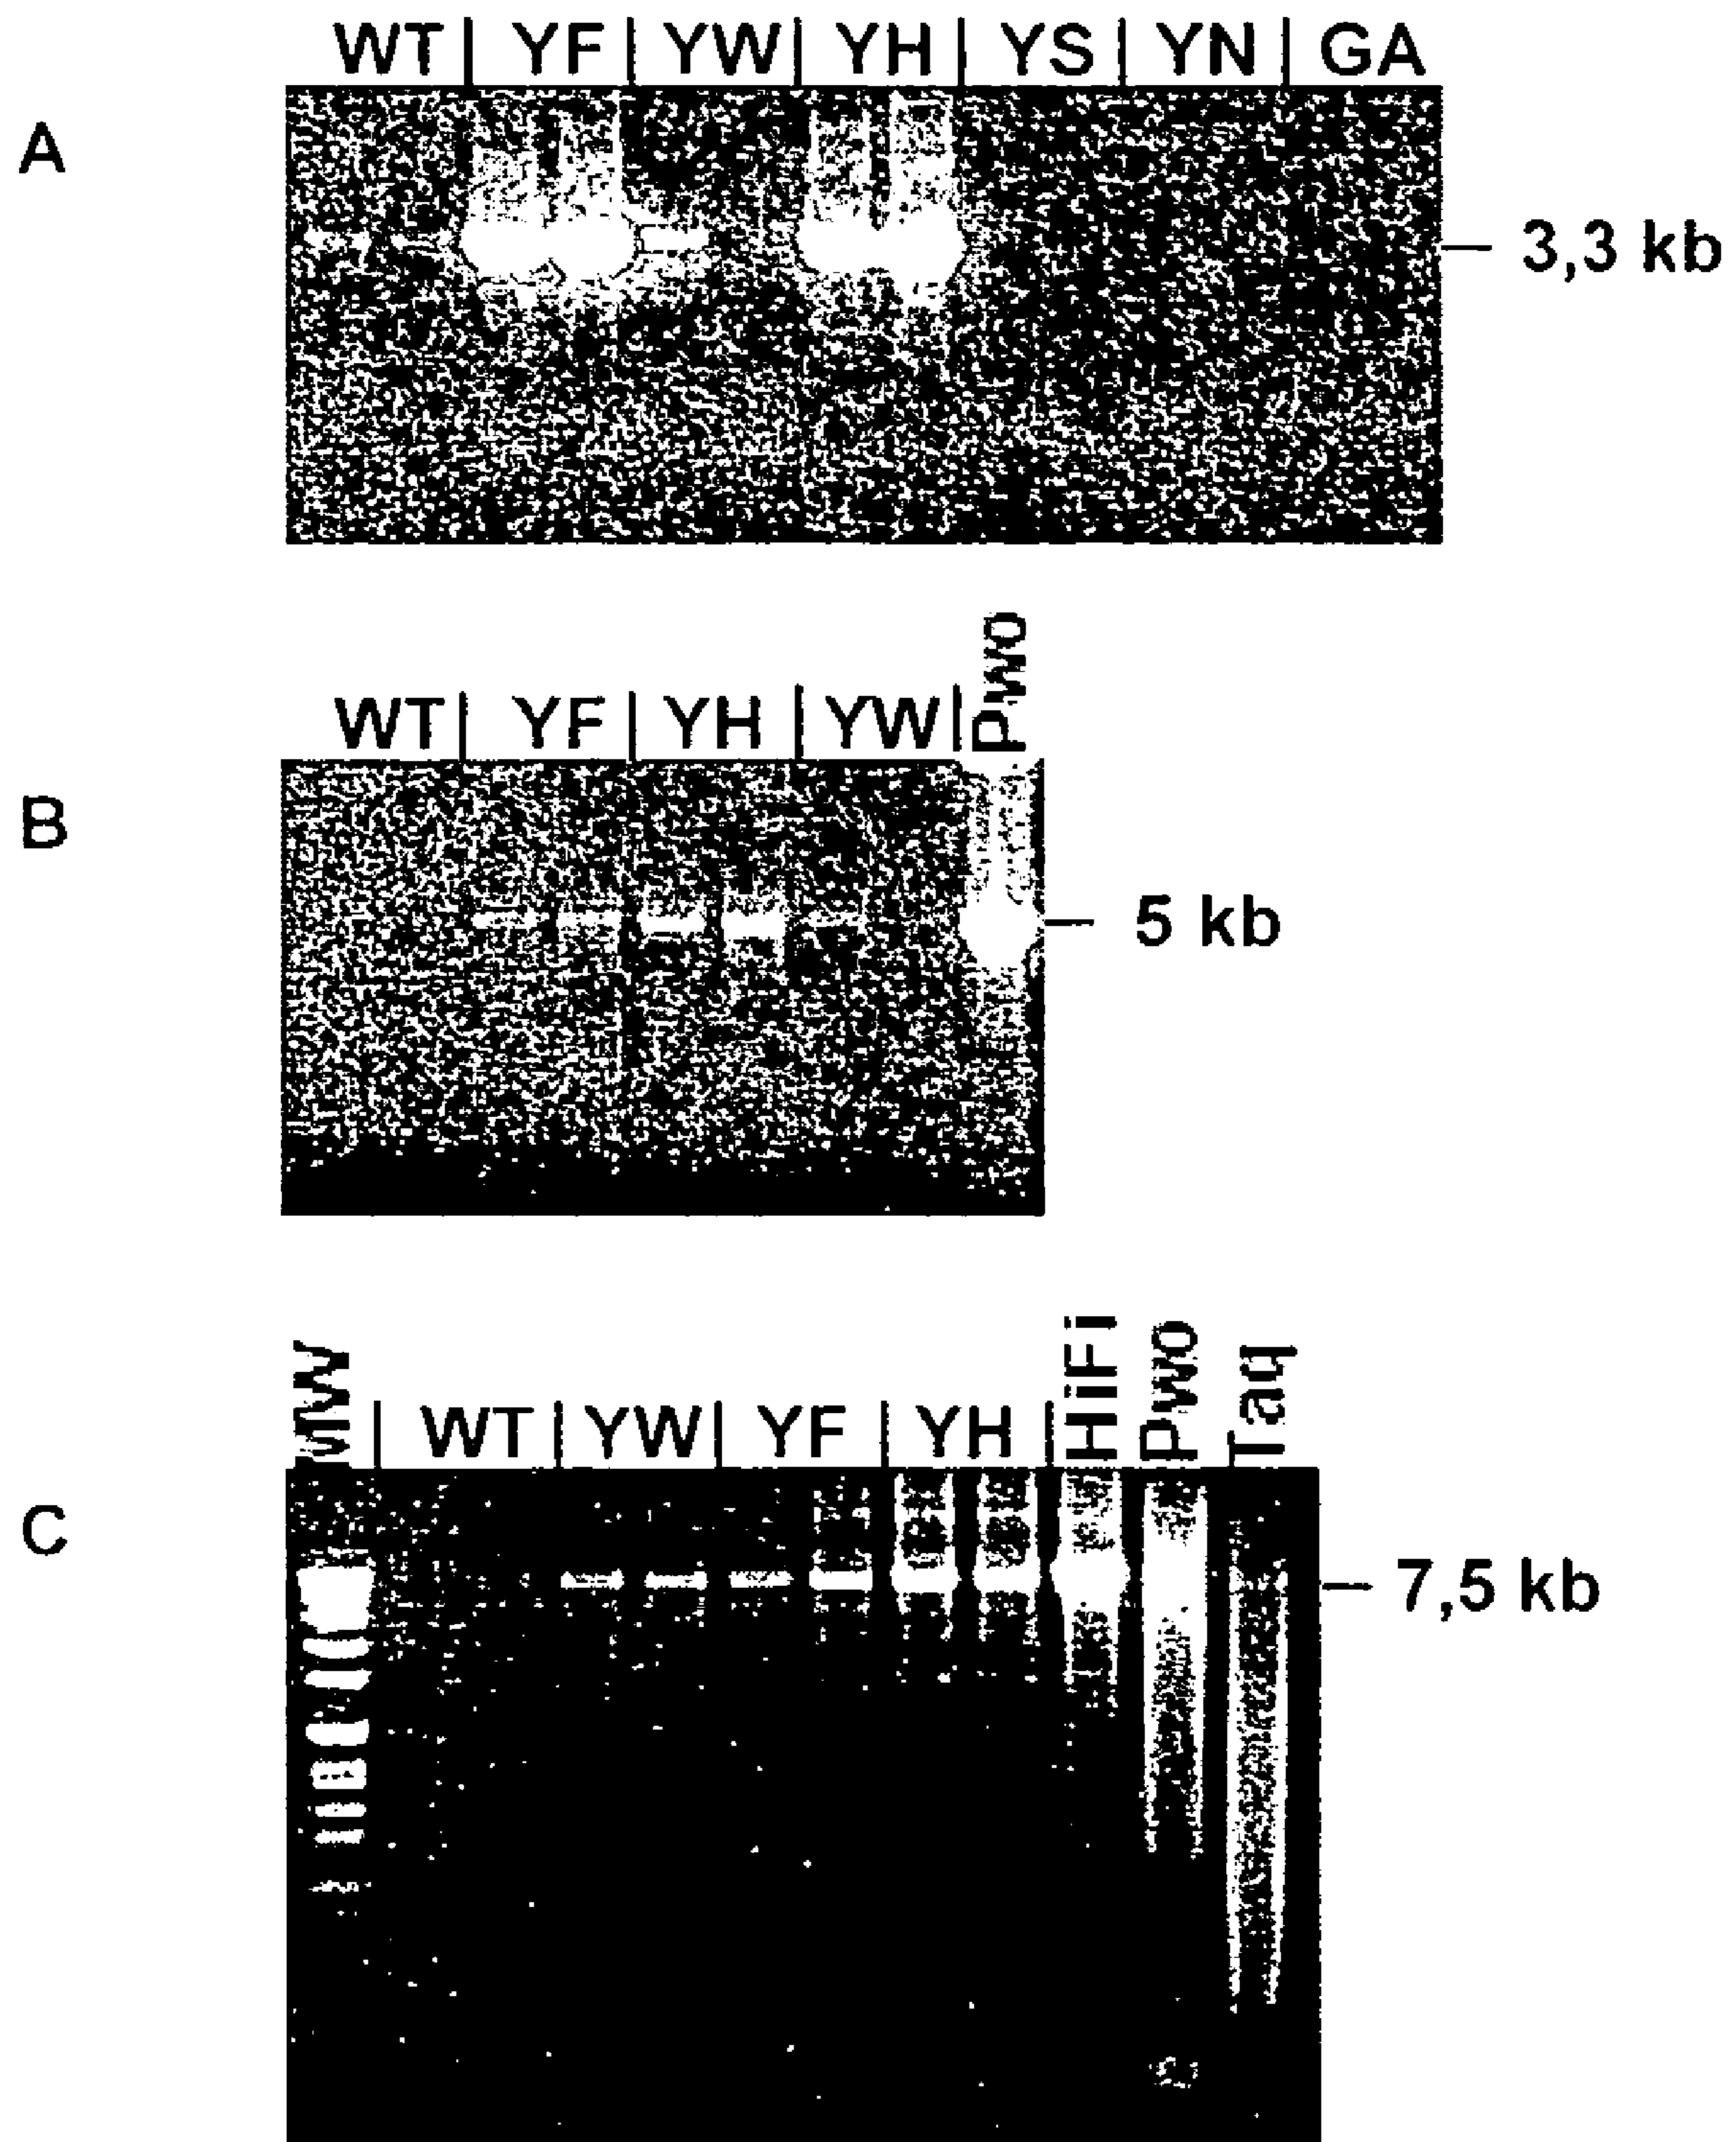 WT | YF | YW | YH | YS | YN | GA
A
3,3 kb
WT | YF | YH | YW | Pwo
B
5 kb
MW | WT | YW | YF | YH | HiFi Pwo Taq
C
7,5 kb